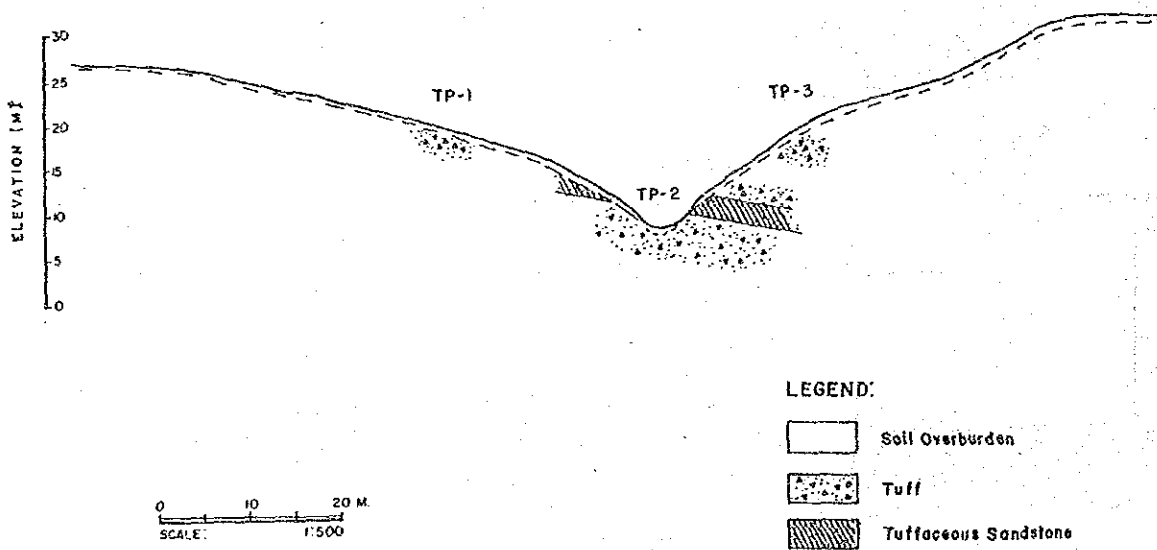 30
25
20
15
10
5
0
ELEVATION (M)
TP-1
TP-2
TP-3
LEGEND:
Soil Overburden
Tuff
Tuffaceous Sandstone
0 10 20 M.
SCALE: 1:500